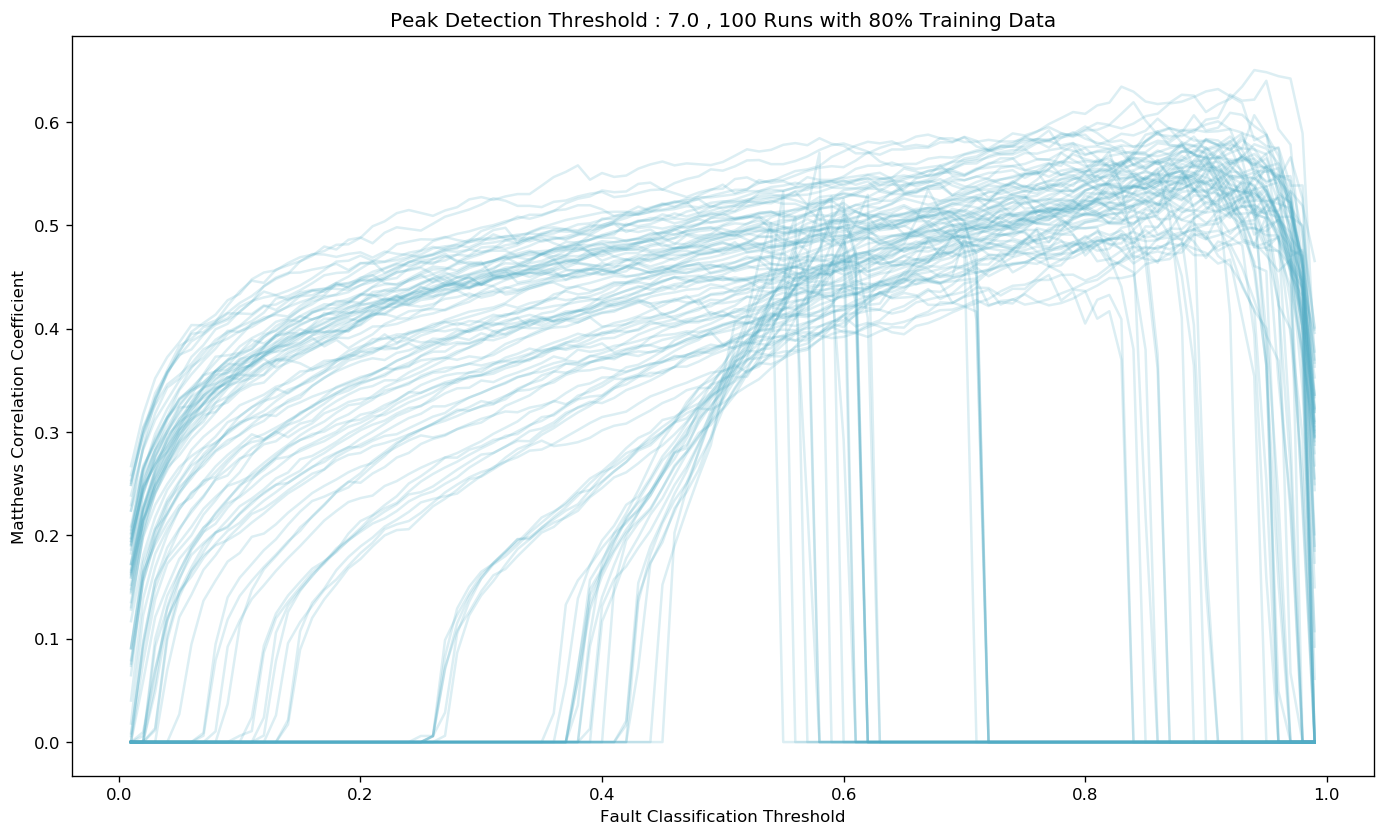 Peak Detection Threshold : 7.0 , 100 Runs with 80% Training Data
Matthews Correlation Coefficient
0.6
0.5
0.4
0.3
0.2
0.1
0.0
0.0 0.2 0.4 0.6 0.8 1.0
Fault Classification Threshold